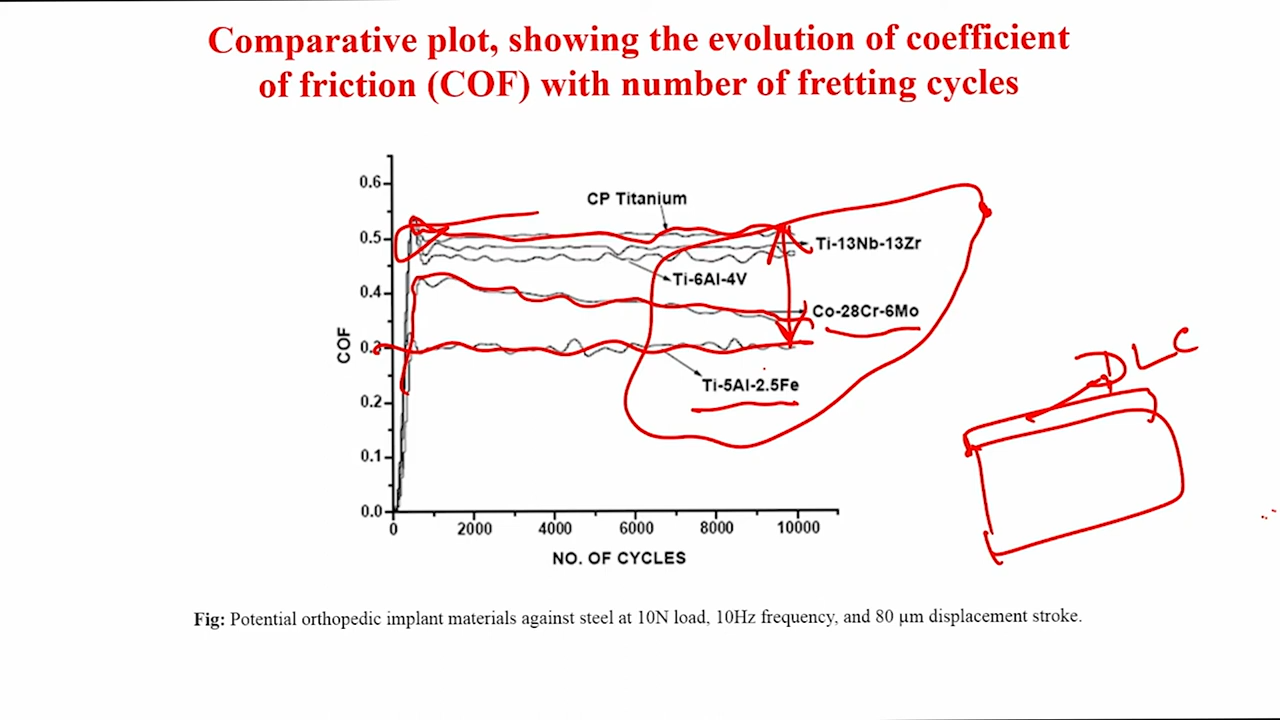 Comparative plot, showing the evolution of coefficient
of friction (COF) with number of fretting cycles
0.6
CP Titanium
0.5
Ti-13Nb-13Zr
Ti-6Al-4V
0.4
Co-28Cr-6Mo
COF
0.3
DLC
Ti-5Al-2.5Fe
0.2
0.1
0.0
0 2000 4000 6000 8000 10000
NO. OF CYCLES
Fig: Potential orthopedic implant materials against steel at 10N load, 10Hz frequency, and 80 μm displacement stroke.